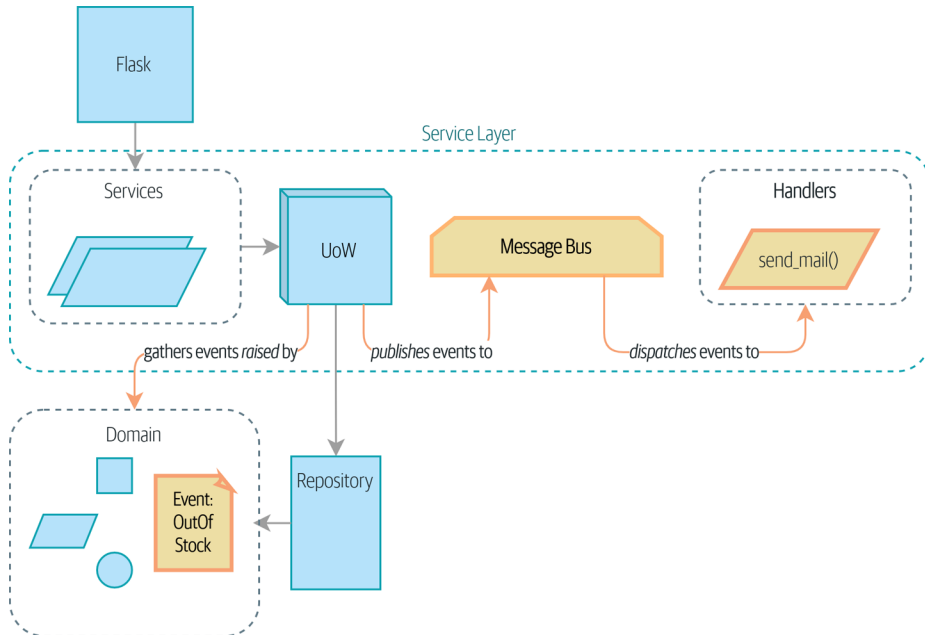 Flask
Service Layer
Services
UoW
Message Bus
Handlers
send_mail()
gathers events raised by
publishes events to
dispatches events to
Domain
Event:
OutOf
Stock
Repository